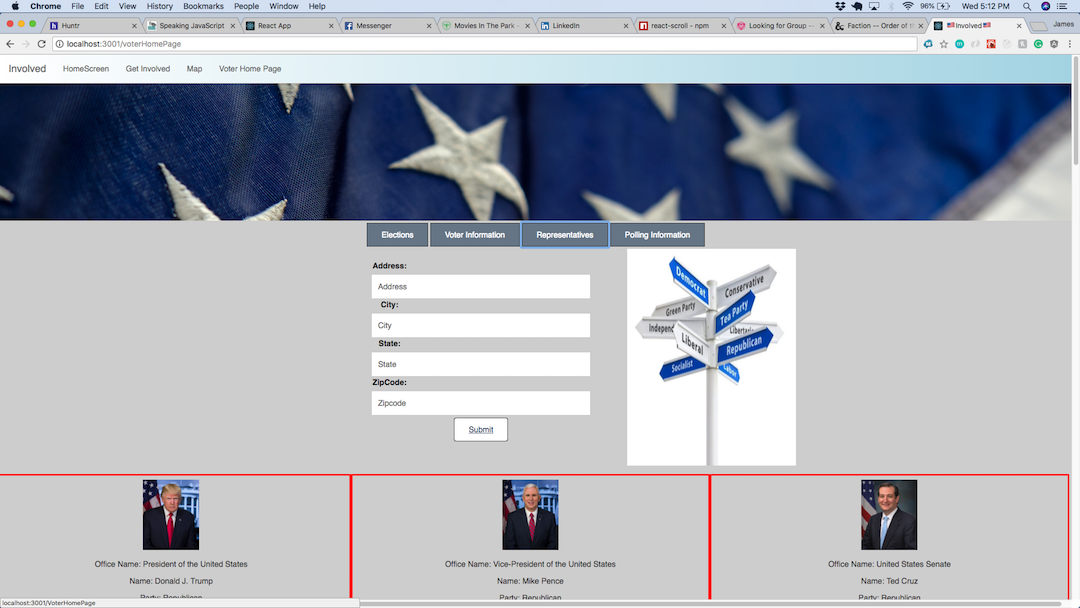 Chrome File Edit View History Bookmarks People Window Help 96% Wed 5:12 PM
Huntr Speaking JavaScript React App Messenger Movies In The Park - LinkedIn react-scroll - npm Looking for Group -- Faction -- Order of t Involved James
localhost:3001/voterHomePage
Involved HomeScreen Get Involved Map Voter Home Page
Elections Voter Information Representatives Polling Information
Address:
Address
City:
City
State:
State
ZipCode:
Zipcode
Submit
Democrat
Conservative
Green Party
Tea Party
Independ
Libertari
Liberal
Republican
Socialist
Labor
Office Name: President of the United States
Name: Donald J. Trump
Party: Republican
Office Name: Vice-President of the United States
Name: Mike Pence
Party: Republican
Office Name: United States Senate
Name: Ted Cruz
Party: Republican
localhost:3001/VoterHomePage